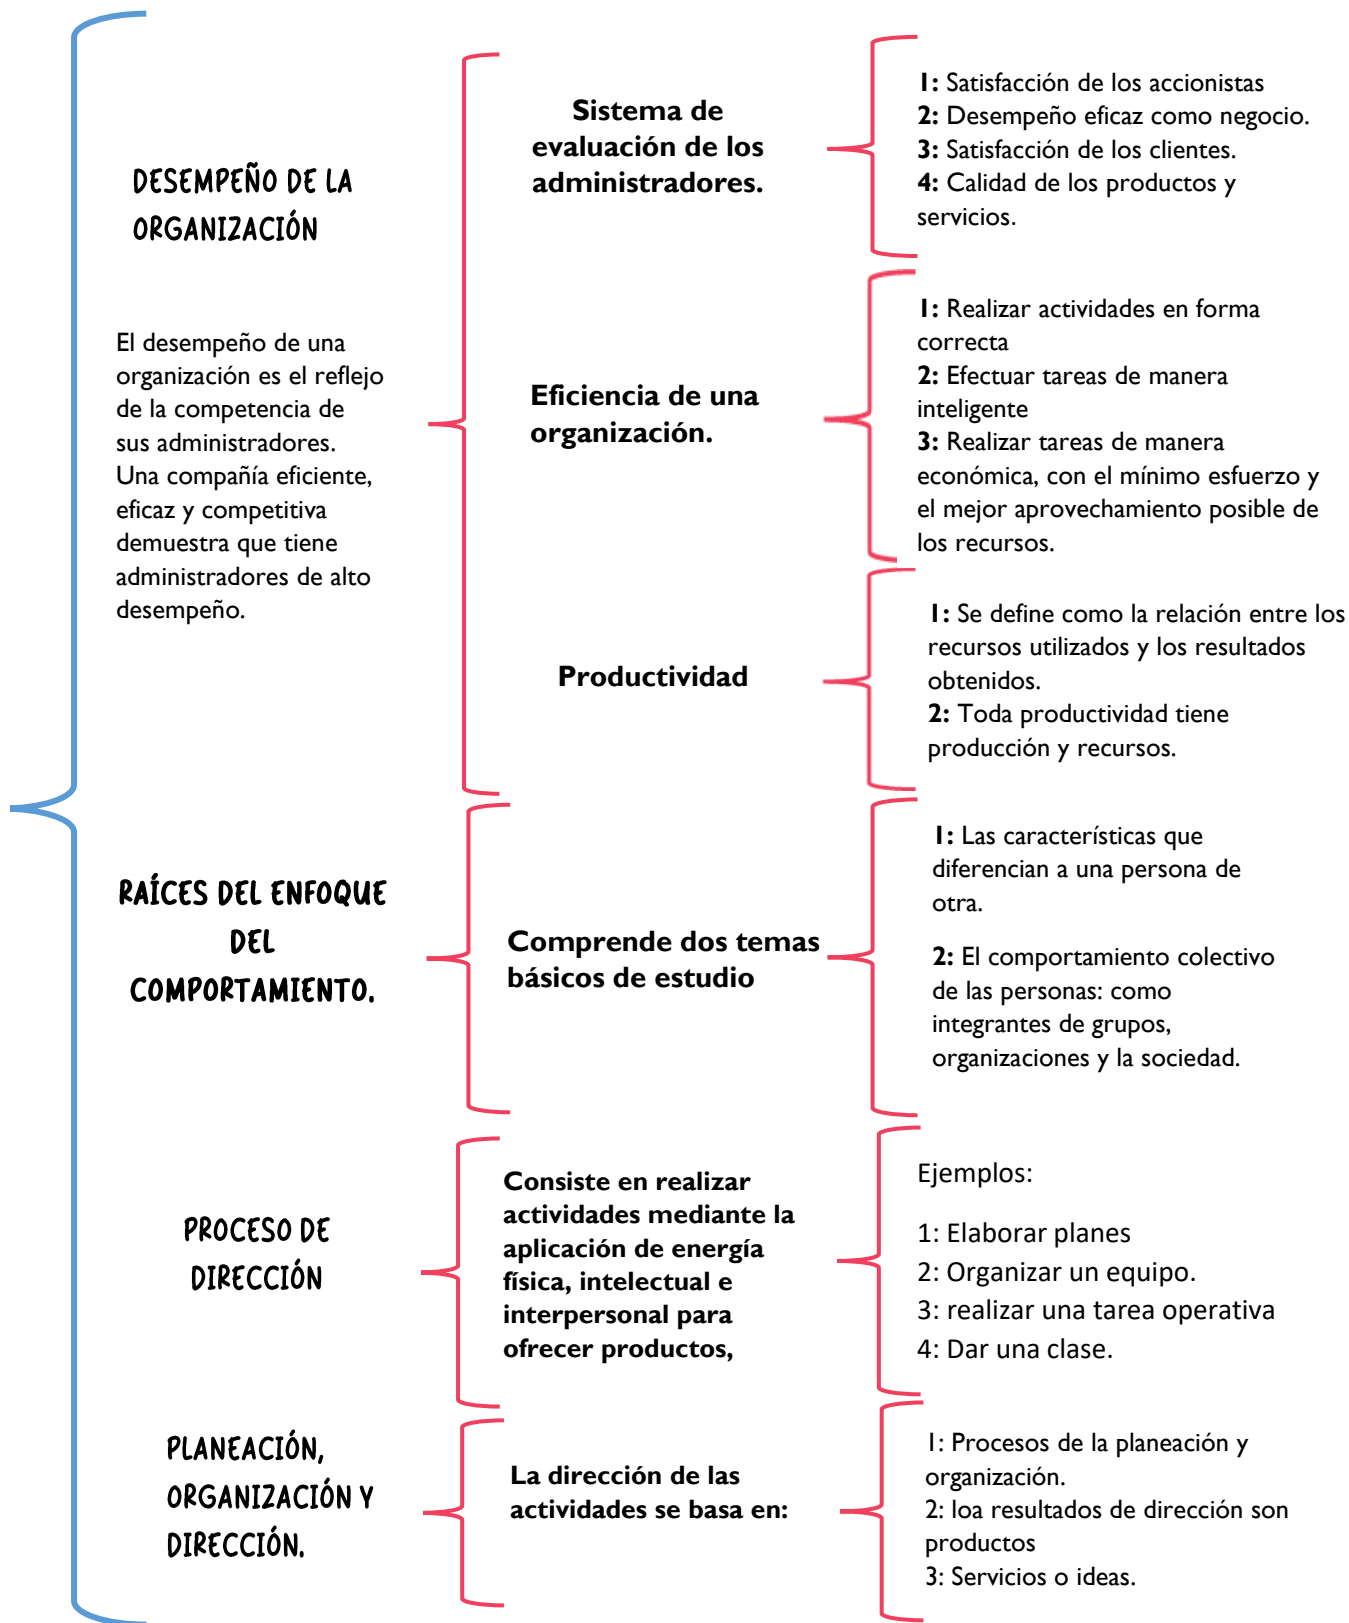 DESEMPEÑO DE LA
ORGANIZACIÓN
El desempeño de una
organización es el reflejo
de la competencia de
sus administradores.
Una compañía eficiente,
eficaz y competitiva
demuestra que tiene
administradores de alto
desempeño.
Sistema de
evaluación de los
administradores.
1: Satisfacción de los accionistas
2: Desempeño eficaz como negocio.
3: Satisfacción de los clientes.
4: Calidad de los productos y
servicios.
Eficiencia de una
organización.
1: Realizar actividades en forma
correcta
2: Efectuar tareas de manera
inteligente
3: Realizar tareas de manera
económica, con el mínimo esfuerzo y
el mejor aprovechamiento posible de
los recursos.
Productividad
1: Se define como la relación entre los
recursos utilizados y los resultados
obtenidos.
2: Toda productividad tiene
producción y recursos.
RAÍCES DEL ENFOQUE
DEL
COMPORTAMIENTO.
Comprende dos temas
básicos de estudio
1: Las características que
diferencian a una persona de
otra.
2: El comportamiento colectivo
de las personas: como
integrantes de grupos,
organizaciones y la sociedad.
PROCESO DE
DIRECCIÓN
Consiste en realizar
actividades mediante la
aplicación de energía
física, intelectual e
interpersonal para
ofrecer productos,
Ejemplos:
1: Elaborar planes
2: Organizar un equipo.
3: realizar una tarea operativa
4: Dar una clase.
PLANEACIÓN,
ORGANIZACIÓN Y
DIRECCIÓN.
La dirección de las
actividades se basa en:
1: Procesos de la planeación y
organización.
2: loa resultados de dirección son
productos
3: Servicios o ideas.